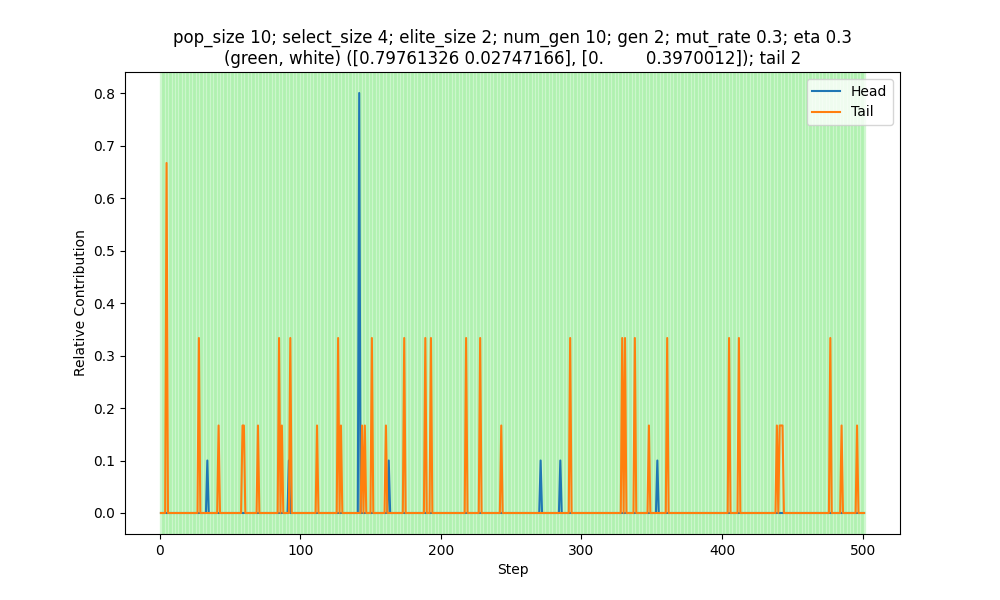 pop_size 10; select_size 4; elite_size 2; num_gen 10; gen 2; mut_rate 0.3; eta 0.3
(green, white) ([0.79761326 0.02747166], [0.        0.3970012]); tail 2
Head
Tail
0.8
0.7
0.6
0.5
0.4
0.3
0.2
0.1
0.0
Relative Contribution
0 100 200 300 400 500
Step